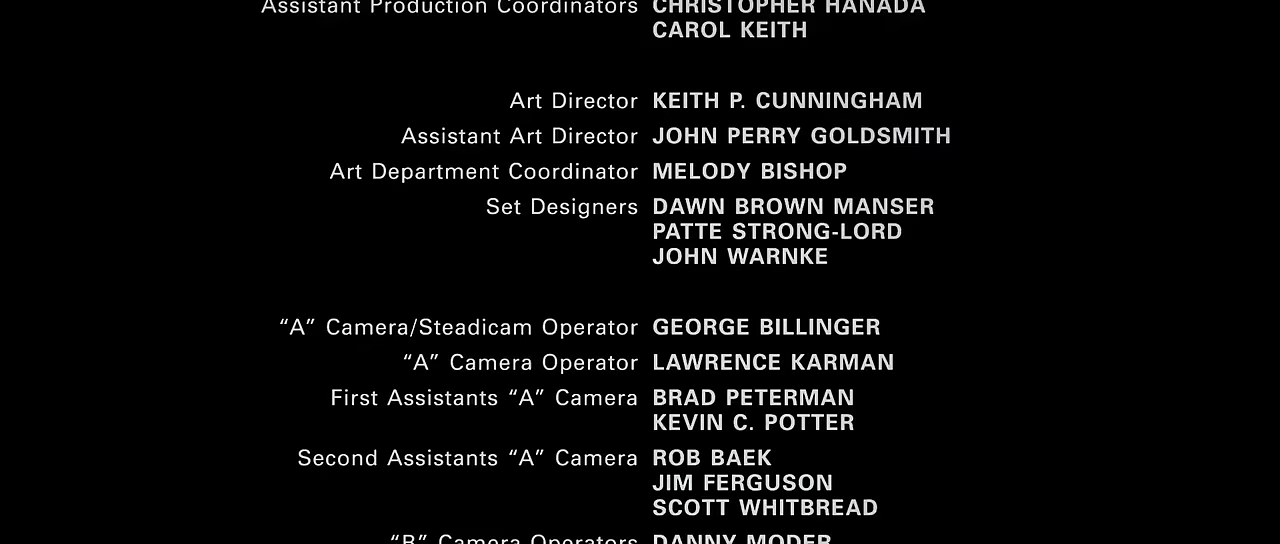 Assistant Production Coordinators CHRISTOPHER HANADA
CAROL KEITH
Art Director KEITH P. CUNNINGHAM
Assistant Art Director JOHN PERRY GOLDSMITH
Art Department Coordinator MELODY BISHOP
Set Designers DAWN BROWN MANSER
PATTE STRONG-LORD
JOHN WARNKE
“A” Camera/Steadicam Operator GEORGE BILLINGER
“A” Camera Operator LAWRENCE KARMAN
First Assistants “A” Camera BRAD PETERMAN
KEVIN C. POTTER
Second Assistants “A” Camera ROB BAEK
JIM FERGUSON
SCOTT WHITBREAD
“B” Camera Operators DANNY MODER